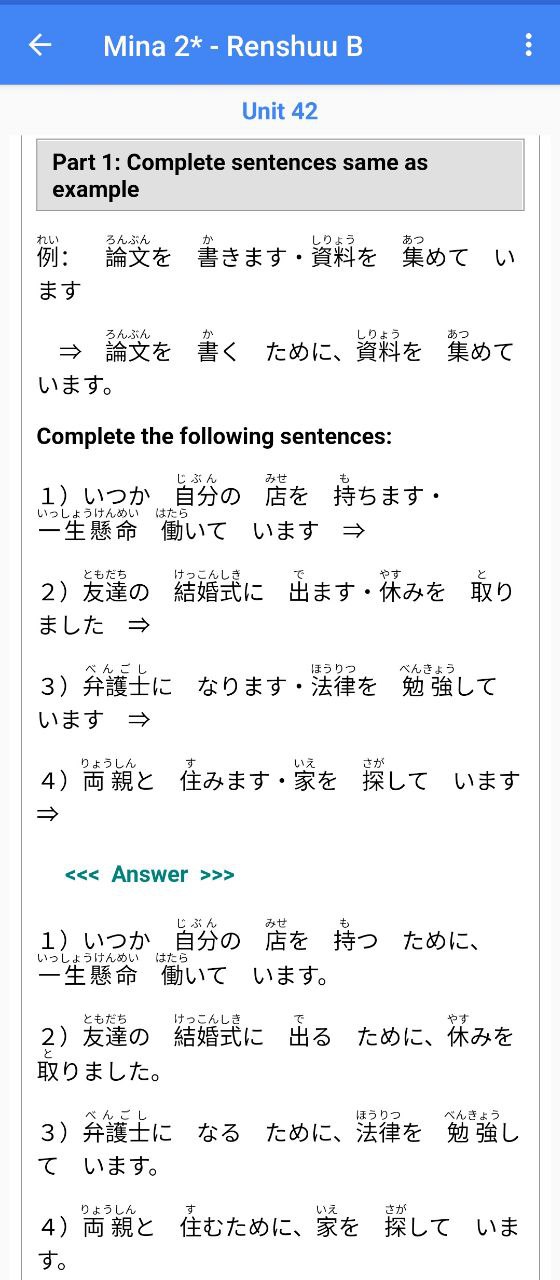 Mina 2* - Renshuu B
Unit 42
Part 1: Complete sentences same as
example
れい ろんぶん か しりょう あつ
例： 論文を 書きます・資料を 集めて い
ます
ろんぶん か しりょう あつ
⇒ 論文を 書く ために、資料を 集めて
います。
Complete the following sentences:
じぶん みせ も
１）いつか 自分の 店を 持ちます・
いっしょうけんめい はたら
一生懸命 働いて います ⇒
ともだち けっこんしき で やす と
２）友達の 結婚式に 出ます・休みを 取り
ました ⇒
べんごし ほうりつ べんきょう
３）弁護士に なります・法律を 勉強して
います ⇒
りょうしん す いえ さが
４）両親と 住みます・家を 探して います
⇒
<<< Answer >>>
じぶん みせ も
１）いつか 自分の 店を 持つ ために、
いっしょうけんめい はたら
一生懸命 働いて います。
ともだち けっこんしき で やす
２）友達の 結婚式に 出る ために、休みを
と
取りました。
べんごし ほうりつ べんきょう
３）弁護士に なる ために、法律を 勉強し
て います。
りょうしん す いえ さが
４）両親と 住むために、家を 探して いま
す。